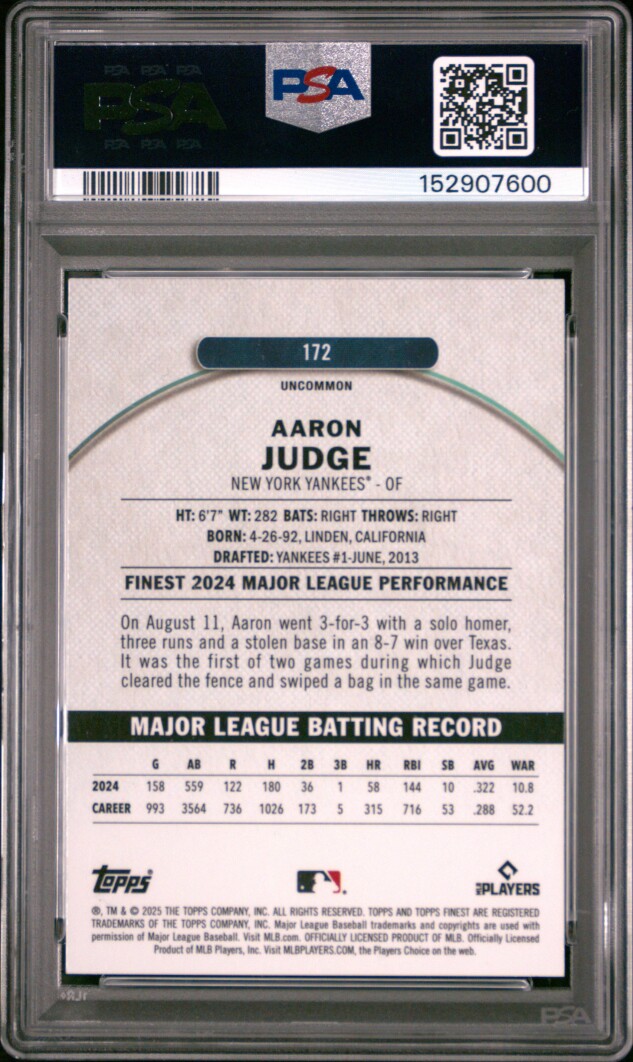 PSA PSA PSA
PSA
PSA PSA PSA
PSA
152907600
172
UNCOMMON
AARON
JUDGE
NEW YORK YANKEES® - OF
HT: 6'7" WT: 282 BATS: RIGHT THROWS: RIGHT
BORN: 4-26-92, LINDEN, CALIFORNIA
DRAFTED: YANKEES #1-JUNE, 2013
FINEST 2024 MAJOR LEAGUE PERFORMANCE
On August 11, Aaron went 3-for-3 with a solo homer,
three runs and a stolen base in an 8-7 win over Texas.
It was the first of two games during which Judge
cleared the fence and swiped a bag in the same game.
MAJOR LEAGUE BATTING RECORD
G AB R H 2B 3B HR RBI SB AVG WAR
2024 158 559 122 180 36 1 58 144 10 .322 10.8
CAREER 993 3564 736 1026 173 5 315 716 53 .288 52.2
topps®
MLB PLAYERS
®, TM & © 2025 THE TOPPS COMPANY, INC. ALL RIGHTS RESERVED. TOPPS AND TOPPS FINEST ARE REGISTERED
TRADEMARKS OF THE TOPPS COMPANY, INC. Major League Baseball trademarks and copyrights are used with
permission of Major League Baseball. Visit MLB.com. OFFICIALLY LICENSED PRODUCT OF MLB. Officially Licensed
Product of MLB Players, Inc. Visit MLBPLAYERS.COM, the Players Choice on the web.
PSA